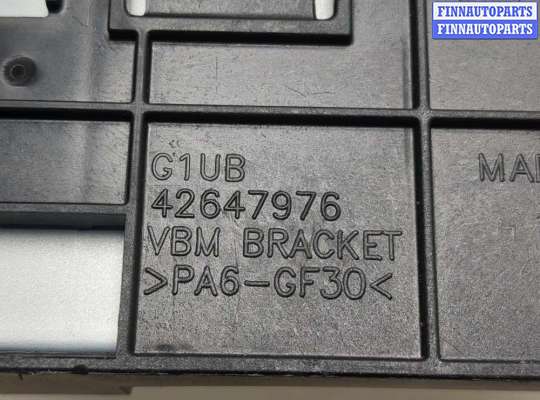 FINNAUTOPARTS
FINNAUTOPARTS
G1UB
42647976
VBM BRACKET
>PA6-GF30<